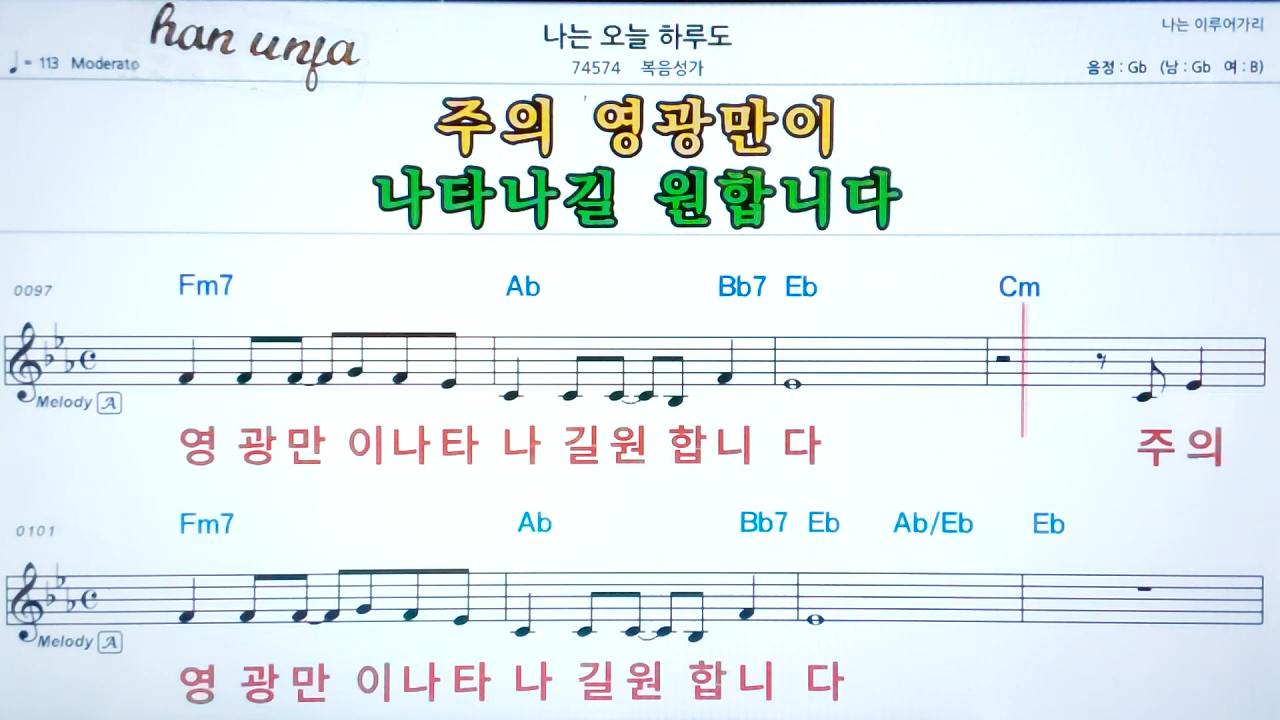 han unfa
나는 오늘 하루도
나는 이루어가리
♩= 113 Moderato
74574 복음성가
음정 : Gb (남 : Gb 여 : B)
주의 영광만이
나타나길 원합니다
0097 Fm7 Ab Bb7 Eb Cm
Melody A
영 광만 이나타 나 길원 합니 다 주의
0101 Fm7 Ab Bb7 Eb Ab/Eb Eb
Melody A
영 광만 이나타 나 길원 합니 다